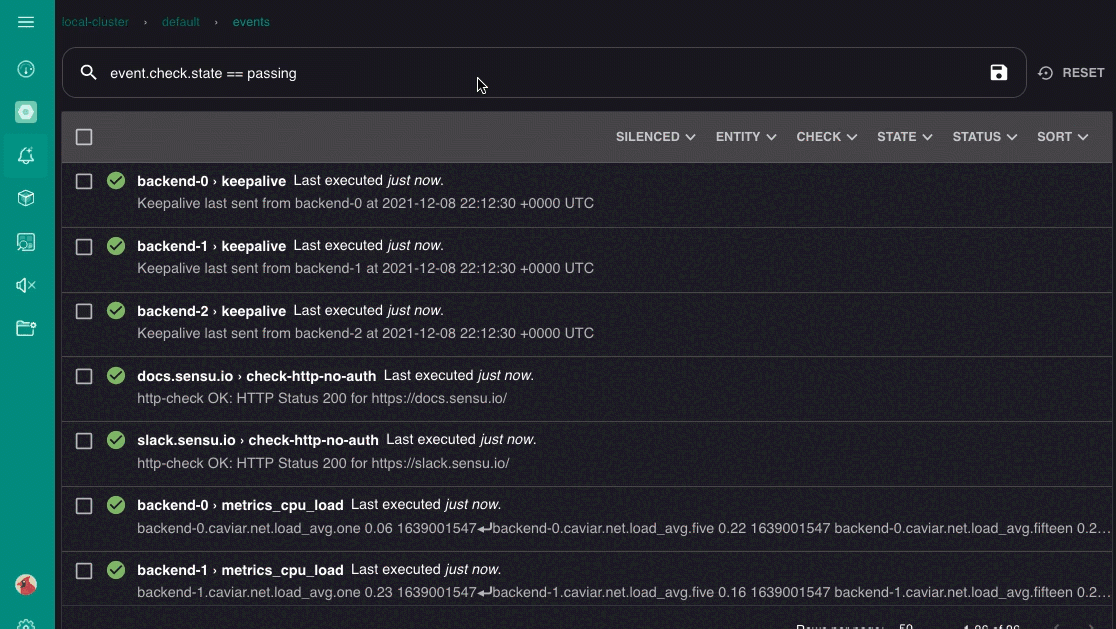 local-cluster › default › events
event.check.state == passing
RESET
SILENCED ENTITY CHECK STATE STATUS SORT
backend-0 › keepalive Last executed just now.
Keepalive last sent from backend-0 at 2021-12-08 22:12:30 +0000 UTC
backend-1 › keepalive Last executed just now.
Keepalive last sent from backend-1 at 2021-12-08 22:12:30 +0000 UTC
backend-2 › keepalive Last executed just now.
Keepalive last sent from backend-2 at 2021-12-08 22:12:30 +0000 UTC
docs.sensu.io › check-http-no-auth Last executed just now.
http-check OK: HTTP Status 200 for https://docs.sensu.io/
slack.sensu.io › check-http-no-auth Last executed just now.
http-check OK: HTTP Status 200 for https://slack.sensu.io/
backend-0 › metrics_cpu_load Last executed just now.
backend-0.caviar.net.load_avg.one 0.06 1639001547↵backend-0.caviar.net.load_avg.five 0.22 1639001547 backend-0.caviar.net.load_avg.fifteen 0.2…
backend-1 › metrics_cpu_load Last executed just now.
backend-1.caviar.net.load_avg.one 0.23 1639001547↵backend-1.caviar.net.load_avg.five 0.16 1639001547 backend-1.caviar.net.load_avg.fifteen 0.2…
Rows per page: 50